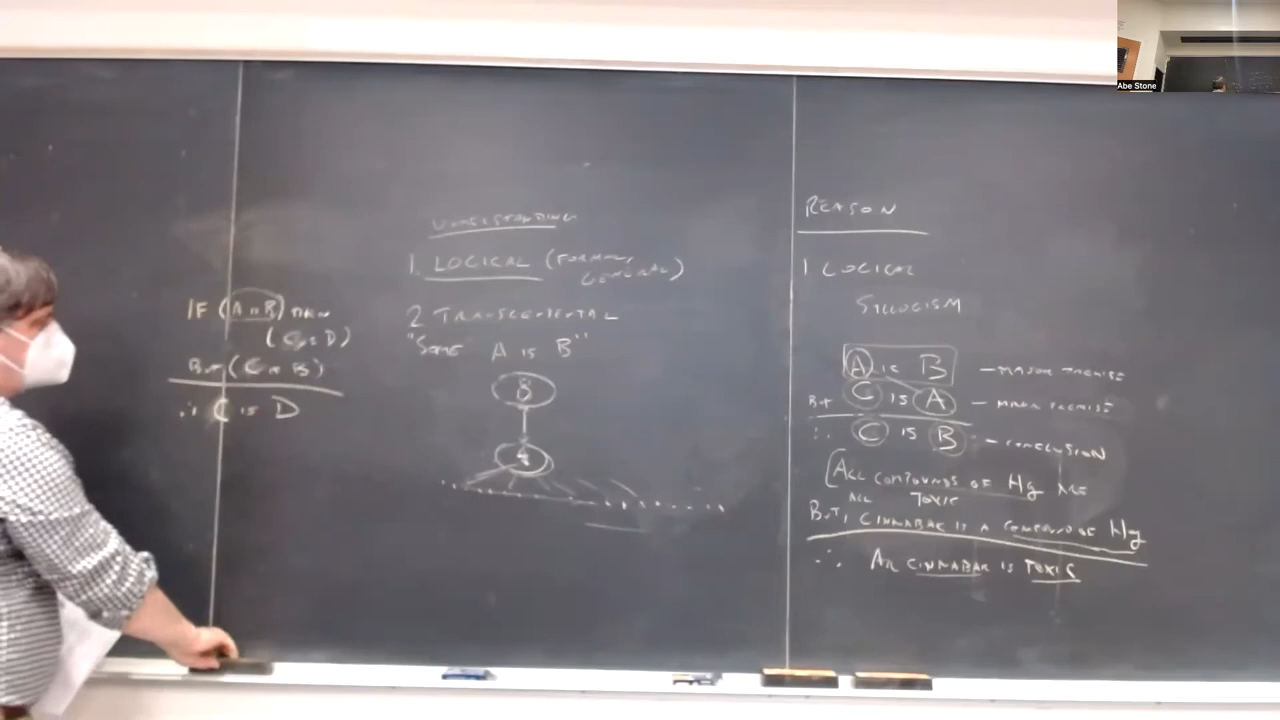 IF (A is B) THEN
(C is D)
BUT (C is B)
∴ C is D
UNDERSTANDING
1. LOGICAL (FORMAL, GENERAL)
2 TRANSCENDENTAL
"SOME A IS B"
B
A
REASON
1 LOGICAL
SYLLOGISM
A is B - MAJOR PREMISE
BUT C IS A - MINOR PREMISE
∴ C IS B - CONCLUSION
ALL COMPOUNDS OF Hg ARE
TOXIC
BUT, ALL CINNABAR IS A COMPOUND OF Hg
∴ ALL CINNABAR IS TOXIC
Abe Stone